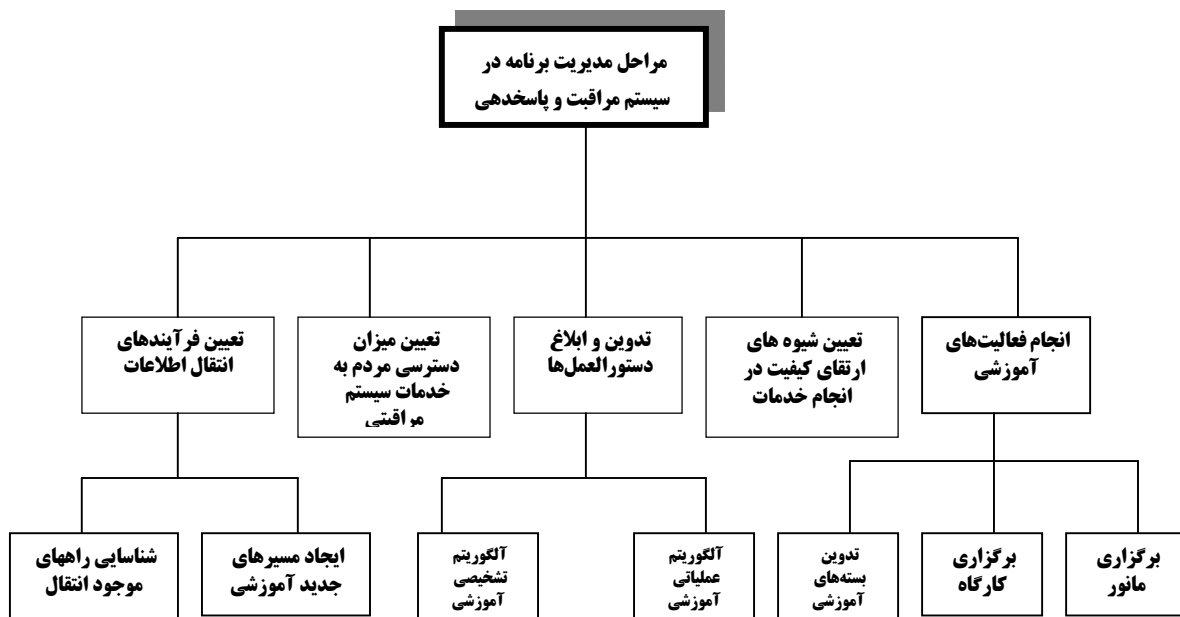 مراحل مدیریت برنامه در
سیستم مراقبت و پاسخدهی
انجام فعالیت‌های
آموزشی
تعیین شیوه های
ارتقای کیفیت در
انجام خدمات
تدوین و ابلاغ
دستورالعمل‌ها
تعیین میزان
دسترسی مردم به
خدمات سیستم
مراقبتی
تعیین فرآیندهای
انتقال اطلاعات
برگزاری
مانور
برگزاری
کارگاه
تدوین
بسته‌های
آموزشی
آلگوریتم
عملیاتی
آموزشی
آلگوریتم
تشخیصی
آموزشی
ایجاد مسیرهای
جدید آموزشی
شناسایی راههای
موجود انتقال